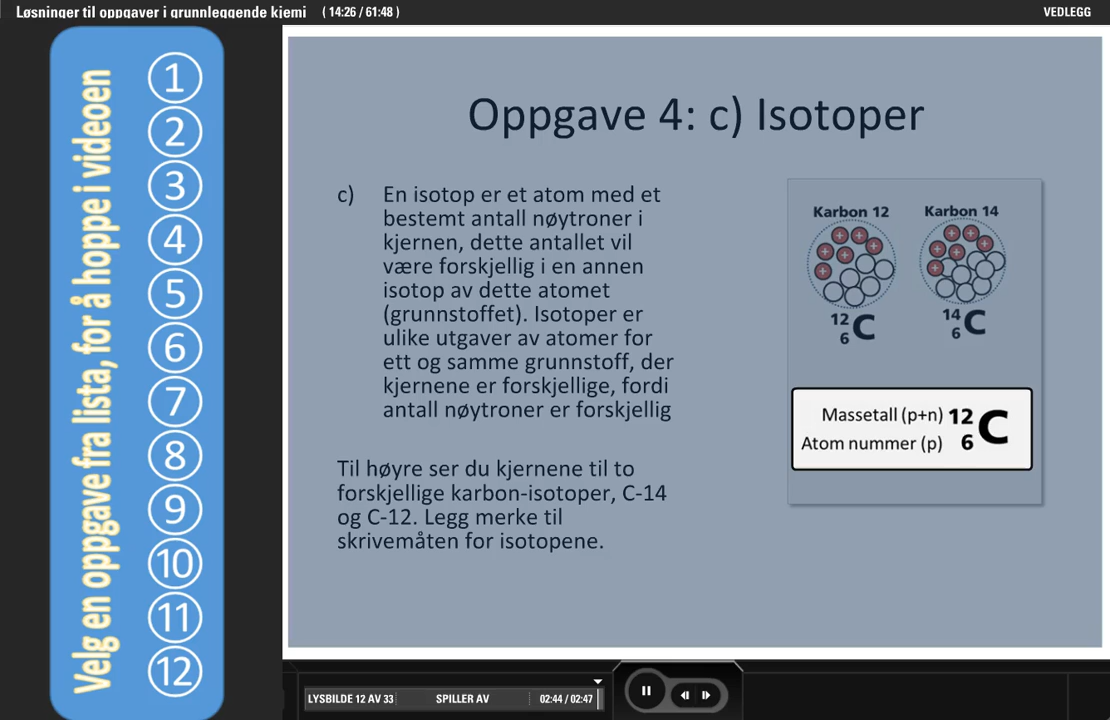 Løsninger til oppgaver i grunnleggende kjemi ( 14:26 / 61:48 )
VEDLEGG
Velg en oppgave fra lista, for å hoppe i videoen
1
2
3
4
5
6
7
8
9
10
11
12
Oppgave 4: c) Isotoper
c) En isotop er et atom med et
bestemt antall nøytroner i
kjernen, dette antallet vil
være forskjellig i en annen
isotop av dette atomet
(grunnstoffet). Isotoper er
ulike utgaver av atomer for
ett og samme grunnstoff, der
kjernene er forskjellige, fordi
antall nøytroner er forskjellig
Til høyre ser du kjernene til to
forskjellige karbon-isotoper, C-14
og C-12. Legg merke til
skrivemåten for isotopene.
Karbon 12 Karbon 14
12 6 C 14 6 C
Massetall (p+n) 12 C
Atom nummer (p) 6
LYSBILDE 12 AV 33 SPILLER AV 02:44 / 02:47